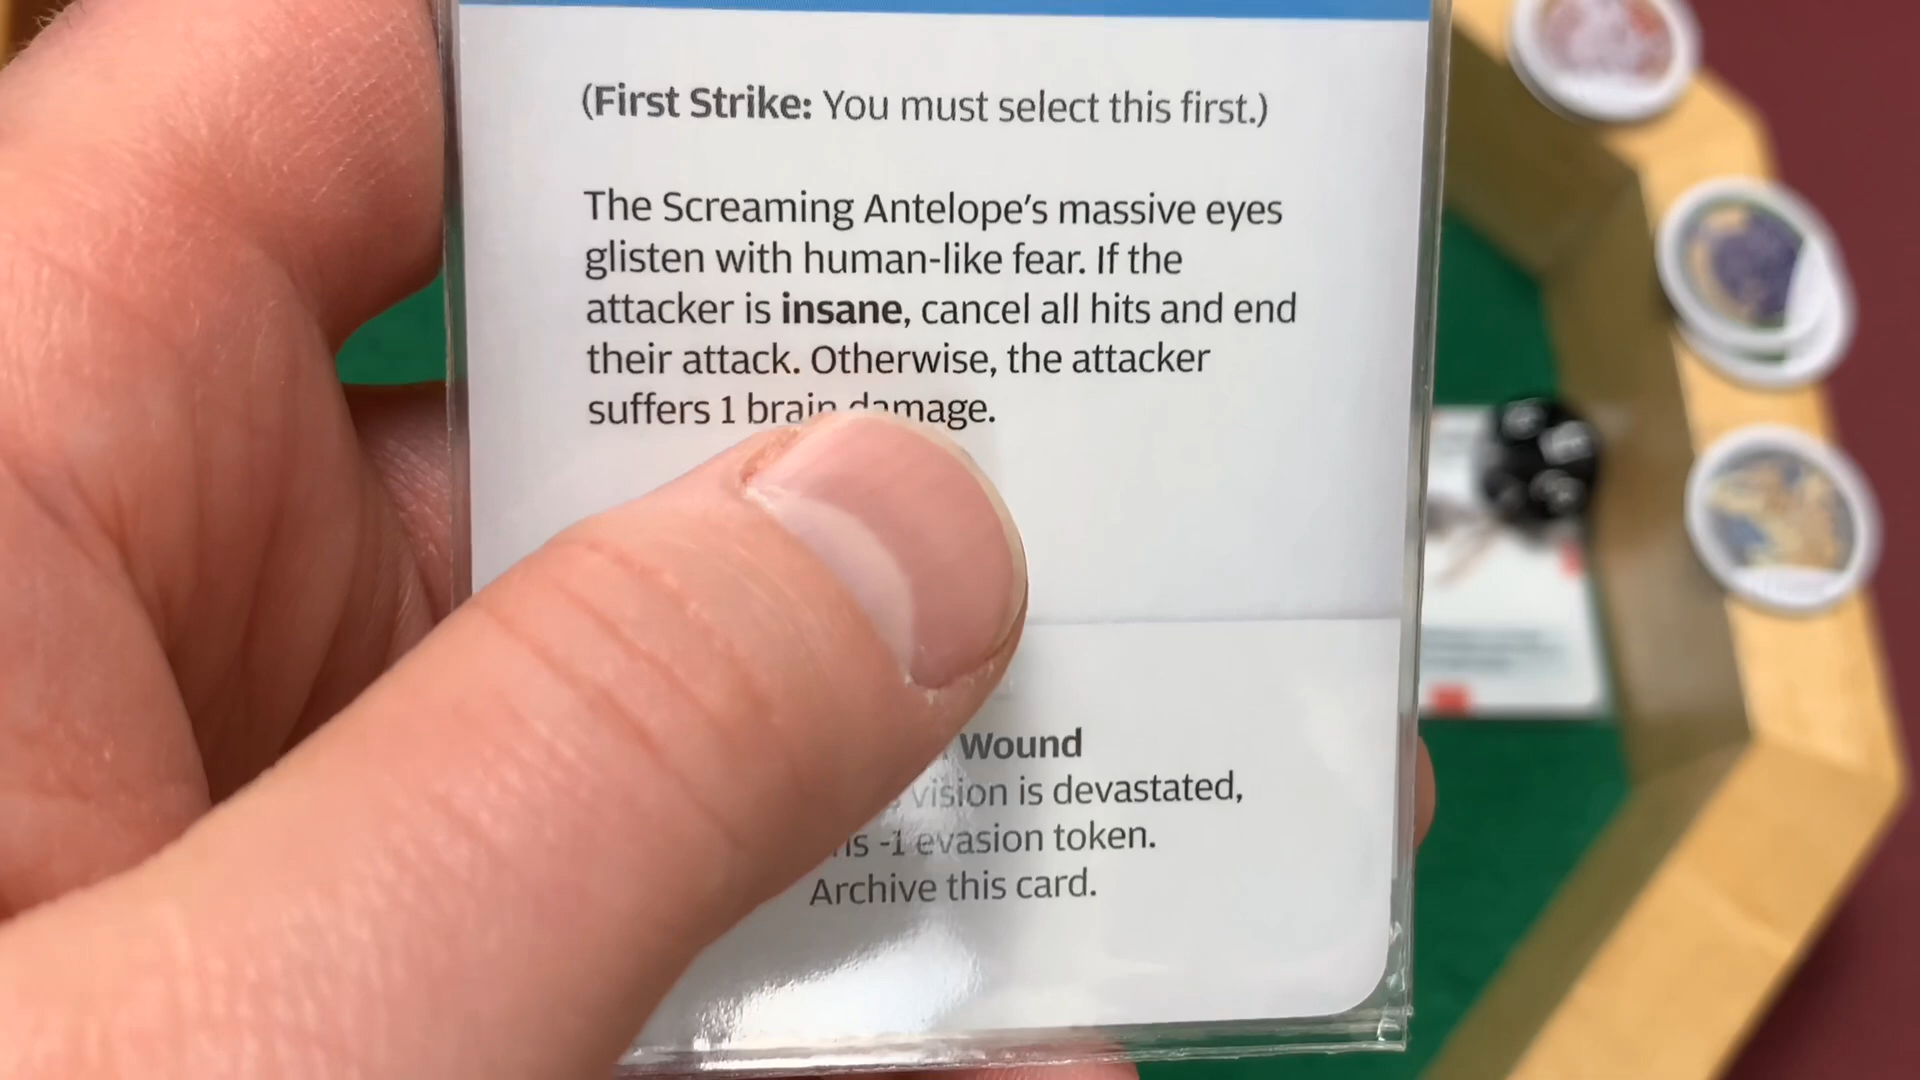 (First Strike: You must select this first.)
The Screaming Antelope's massive eyes
glisten with human-like fear. If the
attacker is insane, cancel all hits and end
their attack. Otherwise, the attacker
suffers 1 brain damage.
Wound
vision is devastated,
-1 evasion token.
Archive this card.